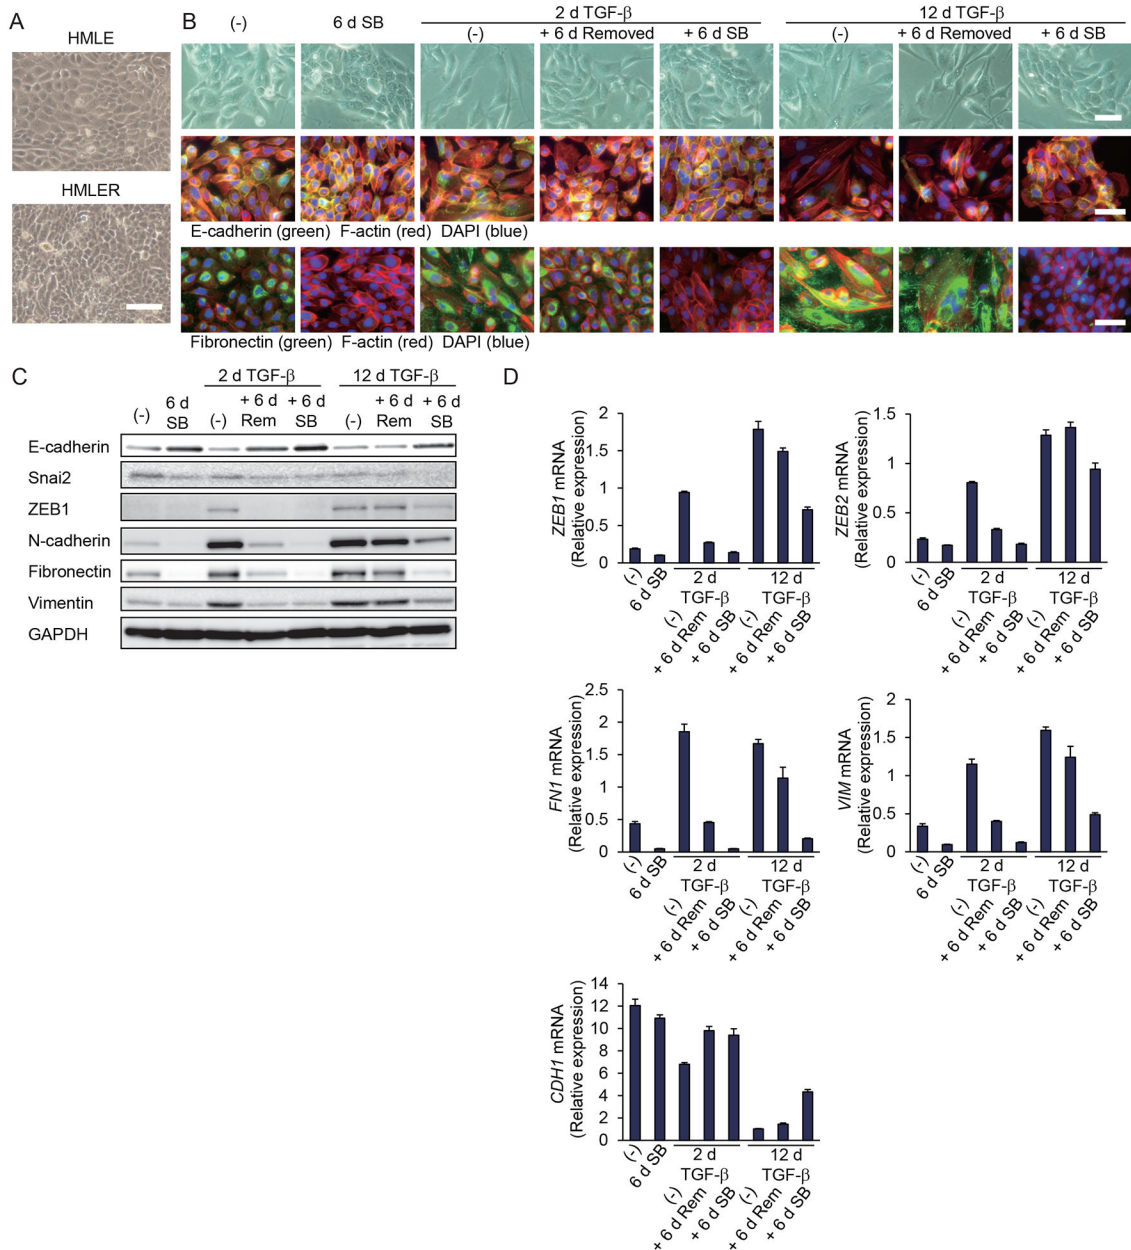 A
HMLE
HMLER
B
(-)
6 d SB
2 d TGF-β
(-)
+ 6 d Removed
+ 6 d SB
12 d TGF-β
(-)
+ 6 d Removed
+ 6 d SB
E-cadherin (green) F-actin (red) DAPI (blue)
Fibronectin (green) F-actin (red) DAPI (blue)
C
(-)
6 d
SB
2 d TGF-β
(-)
+ 6 d
Rem
+ 6 d
SB
12 d TGF-β
(-)
+ 6 d
Rem
+ 6 d
SB
E-cadherin
Snai2
ZEB1
N-cadherin
Fibronectin
Vimentin
GAPDH
D
ZEB1 mRNA
(Relative expression)
2
1.5
1
0.5
0
(-)
6 d SB
2 d
12 d
TGF-β
(-)
+ 6 d Rem
+ 6 d SB
(-)
+ 6 d Rem
+ 6 d SB
ZEB2 mRNA
(Relative expression)
1.5
1
0.5
0
(-)
6 d SB
2 d
12 d
TGF-β
(-)
+ 6 d Rem
+ 6 d SB
(-)
+ 6 d Rem
+ 6 d SB
FN1 mRNA
(Relative expression)
2.5
2
1.5
1
0.5
0
(-)
6 d SB
2 d
12 d
TGF-β
(-)
+ 6 d Rem
+ 6 d SB
(-)
+ 6 d Rem
+ 6 d SB
VIM mRNA
(Relative expression)
2
1.5
1
0.5
0
(-)
6 d SB
2 d
12 d
TGF-β
(-)
+ 6 d Rem
+ 6 d SB
(-)
+ 6 d Rem
+ 6 d SB
CDH1 mRNA
(Relative expression)
14
12
10
8
6
4
2
0
(-)
6 d SB
2 d
12 d
TGF-β
(-)
+ 6 d Rem
+ 6 d SB
(-)
+ 6 d Rem
+ 6 d SB